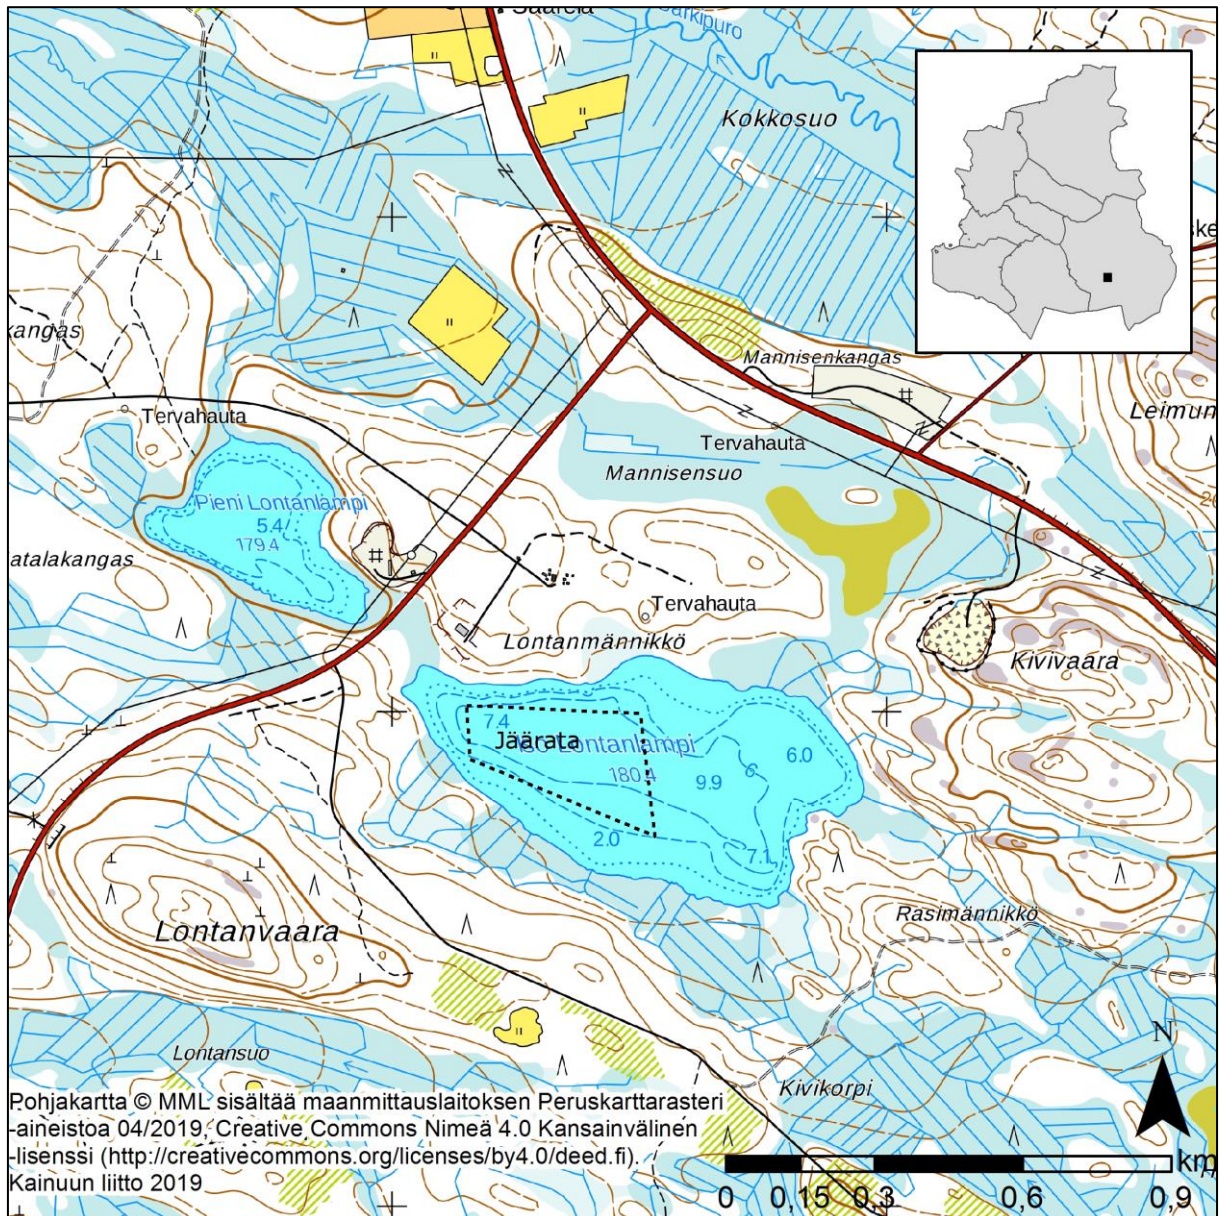 Saarela
Särkipuro
Kokkosuo
kangas
Mannisenkangas
Leimun
Tervahauta
Tervahauta
Mannisensuo
Pieni Lontanlampi
5.4
179.4
atalakangas
Tervahauta
Lontanmännikkö
Kivivaara
7.4
Jäärata
Iso Lontanlampi
180.4
6
6.0
9.9
2.0
7.1
Rasimännikkö
Lontanvaara
Lontansuo
Kivikorpi
N
Pohjakartta © MML sisältää maanmittauslaitoksen Peruskarttarasteri
-aineistoa 04/2019, Creative Commons Nimeä 4.0 Kansainvälinen
-lisenssi (http://creativecommons.org/licenses/by4.0/deed.fi).
Kainuun liitto 2019
km
0 0,15 0,3 0,6 0,9